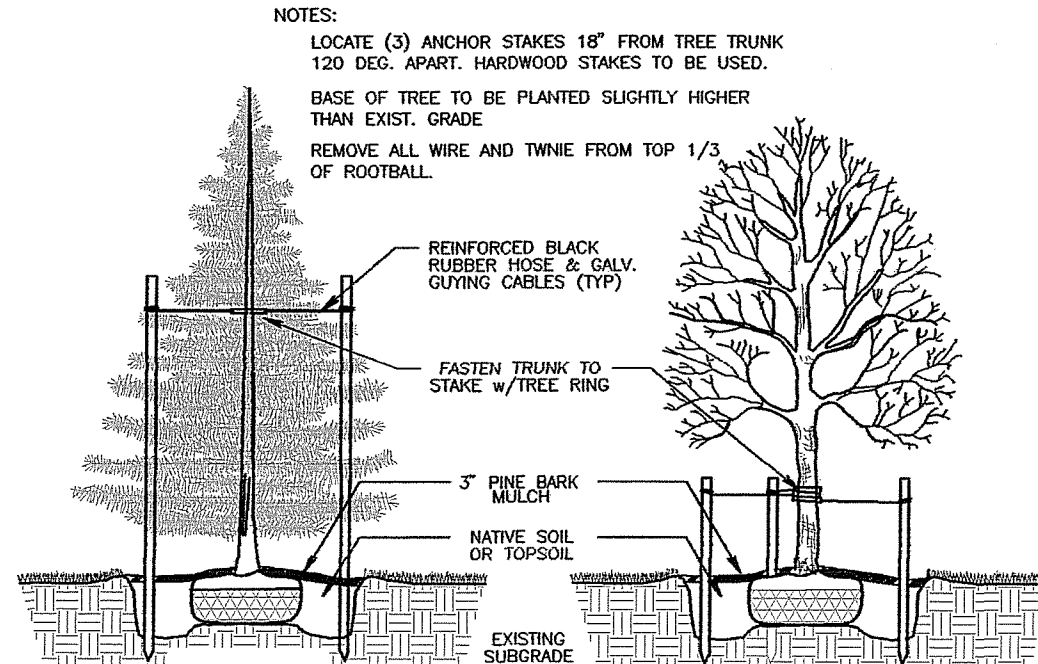 NOTES:
LOCATE (3) ANCHOR STAKES 18" FROM TREE TRUNK
120 DEG. APART. HARDWOOD STAKES TO BE USED.
BASE OF TREE TO BE PLANTED SLIGHTLY HIGHER
THAN EXIST. GRADE
REMOVE ALL WIRE AND TWNIE FROM TOP 1/3
OF ROOTBALL.
REINFORCED BLACK
RUBBER HOSE & GALV.
GUYING CABLES (TYP)
FASTEN TRUNK TO
STAKE w/TREE RING
3" PINE BARK
MULCH
NATIVE SOIL
OR TOPSOIL
EXISTING
SUBGRADE